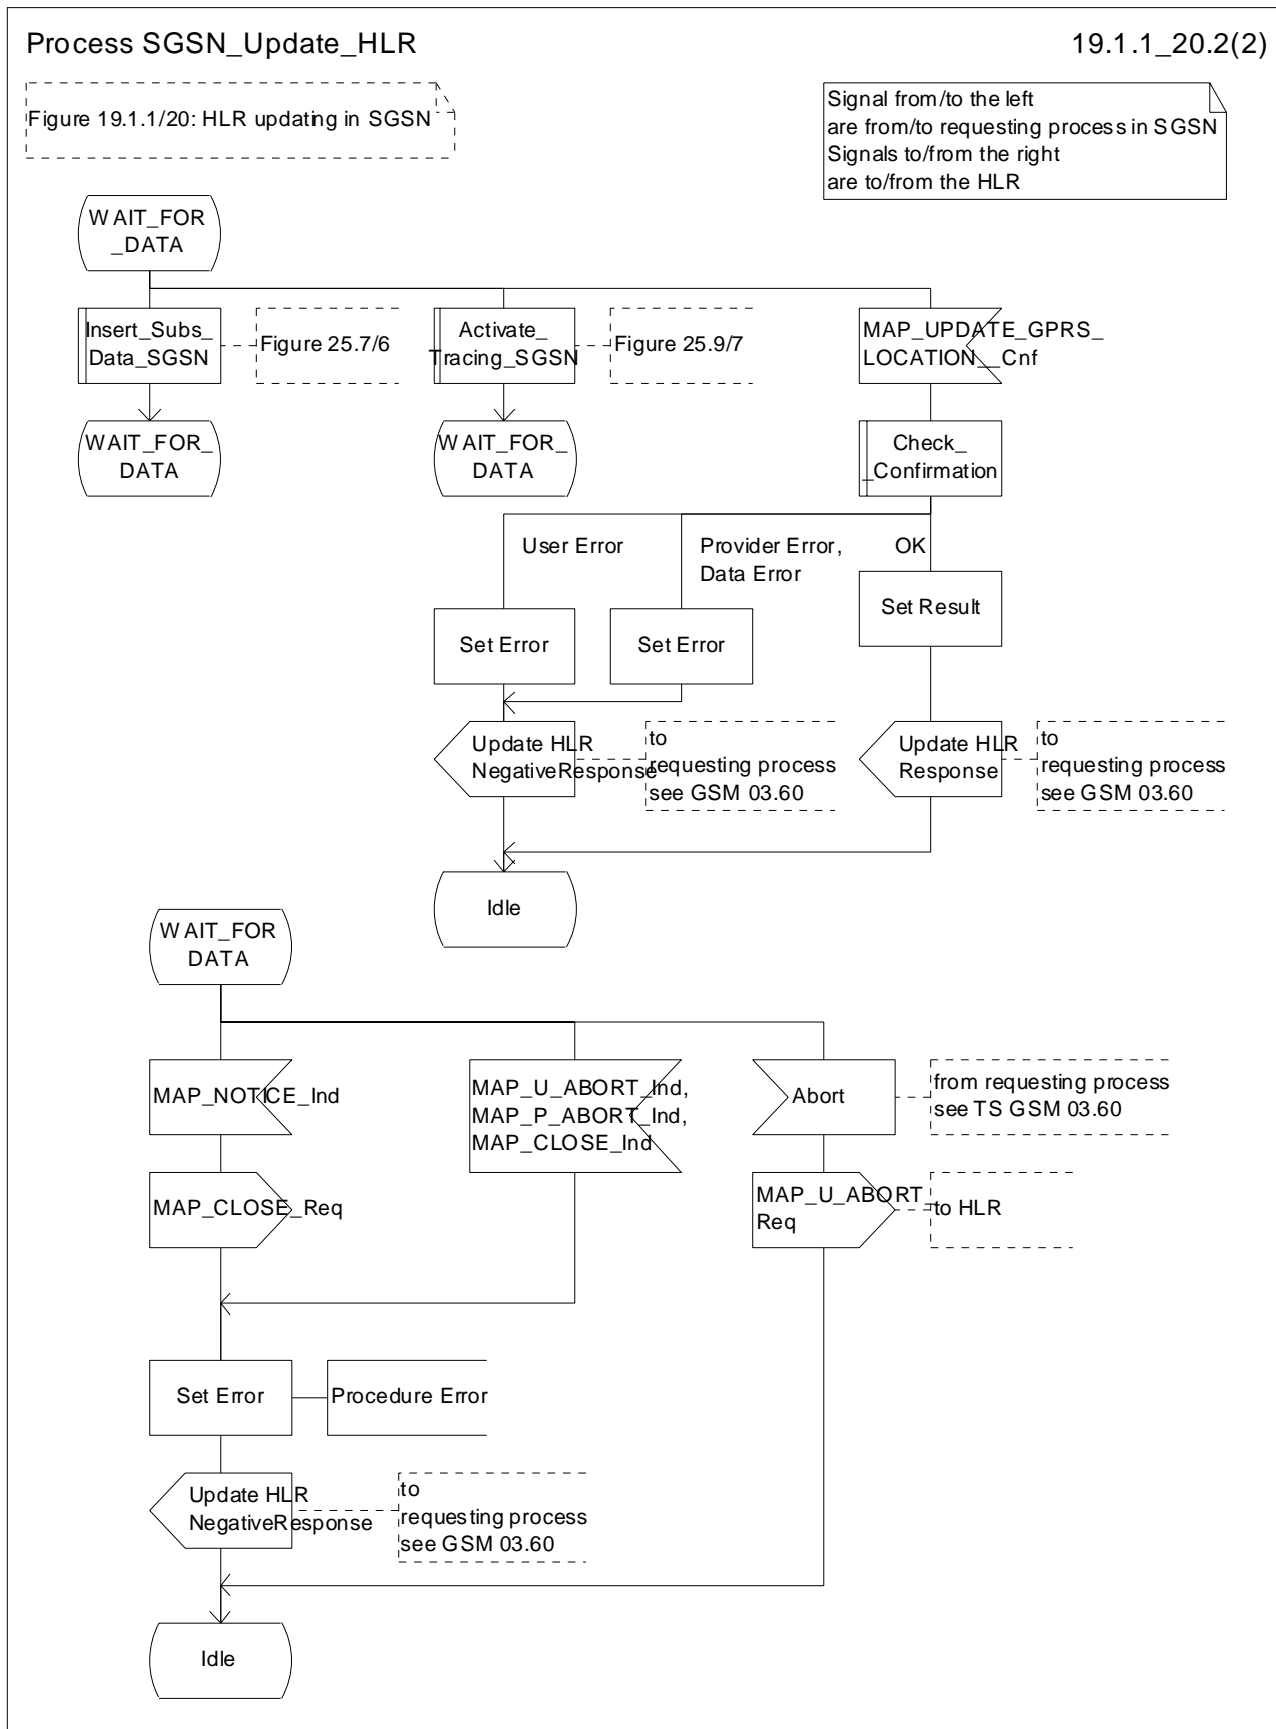 Process SGSN_Update_HLR
19.1.1_20.2(2)
Figure 19.1.1/20: HLR updating in SGSN
Signal from/to the left
are from/to requesting process in SGSN
Signals to/from the right
are to/from the HLR
WAIT_FOR
_DATA
Insert_Subs_
Data_SGSN
Figure 25.7/6
Activate_
Tracing_SGSN
Figure 25.9/7
MAP_UPDATE_GPRS_
LOCATION__Cnf
WAIT_FOR_
DATA
WAIT_FOR_
DATA
Check_
_Confirmation
User Error
Provider Error,
Data Error
OK
Set Error
Set Error
Set Result
Update HLR
NegativeResponse
to
requesting process
see GSM 03.60
Update HLR
Response
to
requesting process
see GSM 03.60
Idle
WAIT_FOR
DATA
MAP_NOTICE_Ind
MAP_U_ABORT_Ind,
MAP_P_ABORT_Ind,
MAP_CLOSE_Ind
Abort
from requesting process
see TS GSM 03.60
MAP_CLOSE_Req
MAP_U_ABORT_
Req
to HLR
Set Error
Procedure Error
Update HLR
NegativeResponse
to
requesting process
see GSM 03.60
Idle